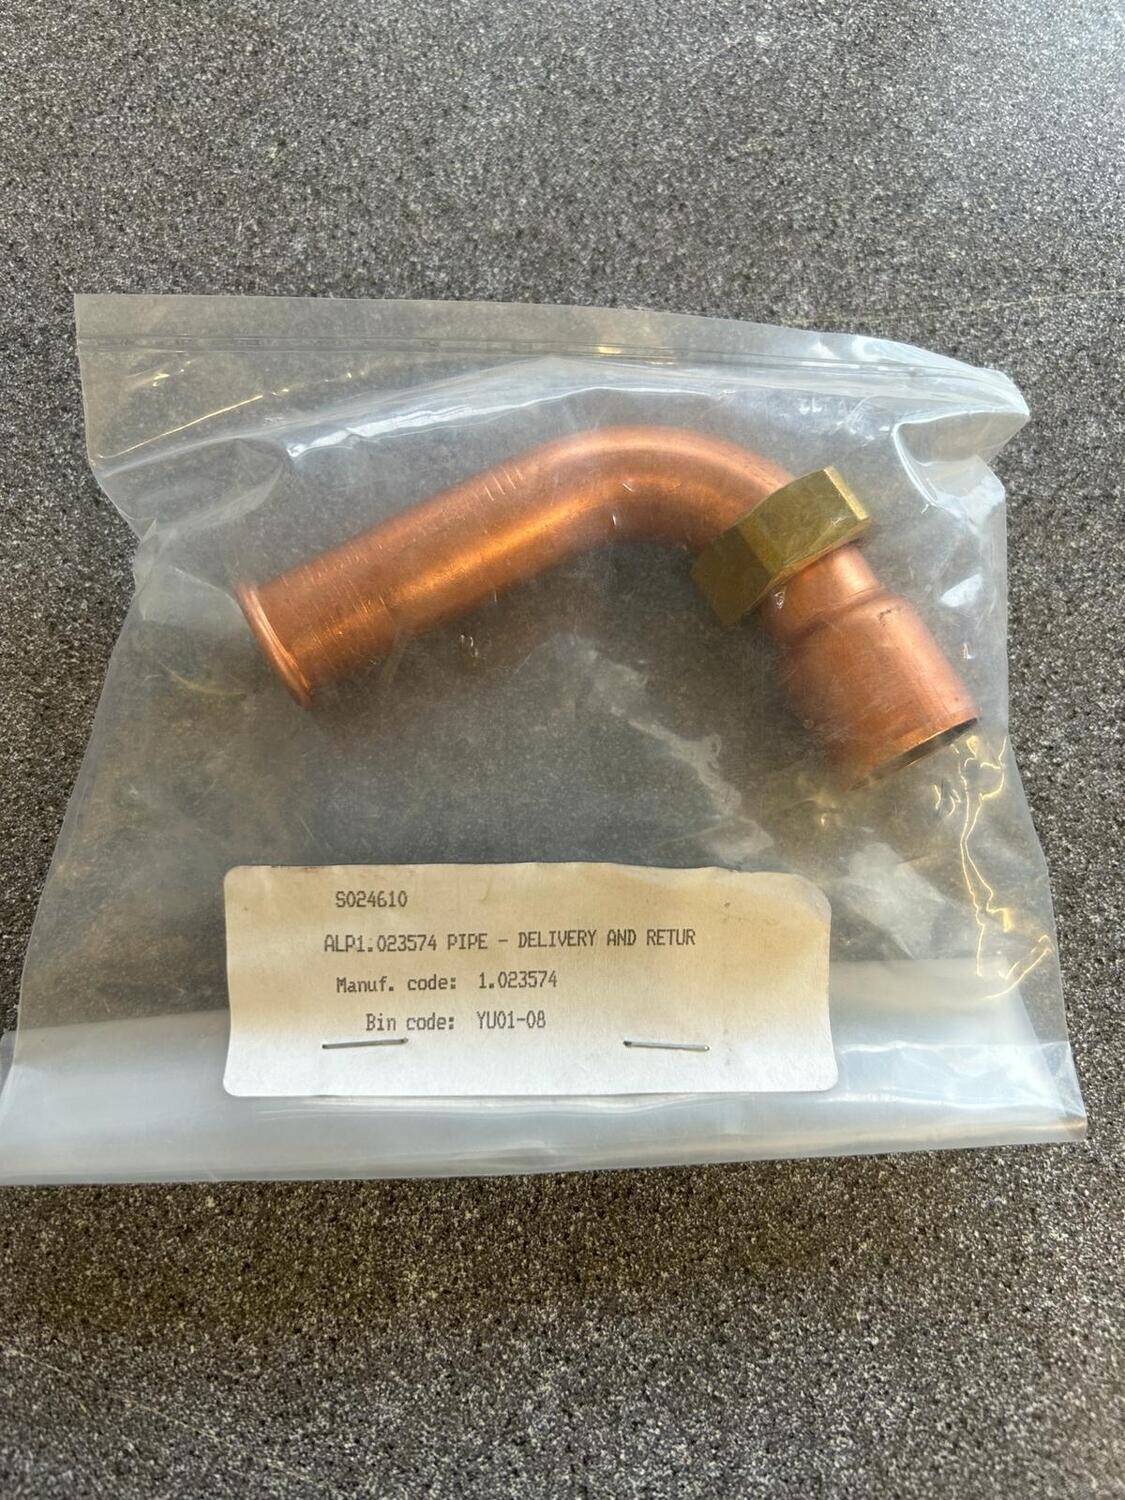 S024610
ALP1.023574 PIPE - DELIVERY AND RETUR
Manuf. code: 1.023574
Bin code: YU01-08